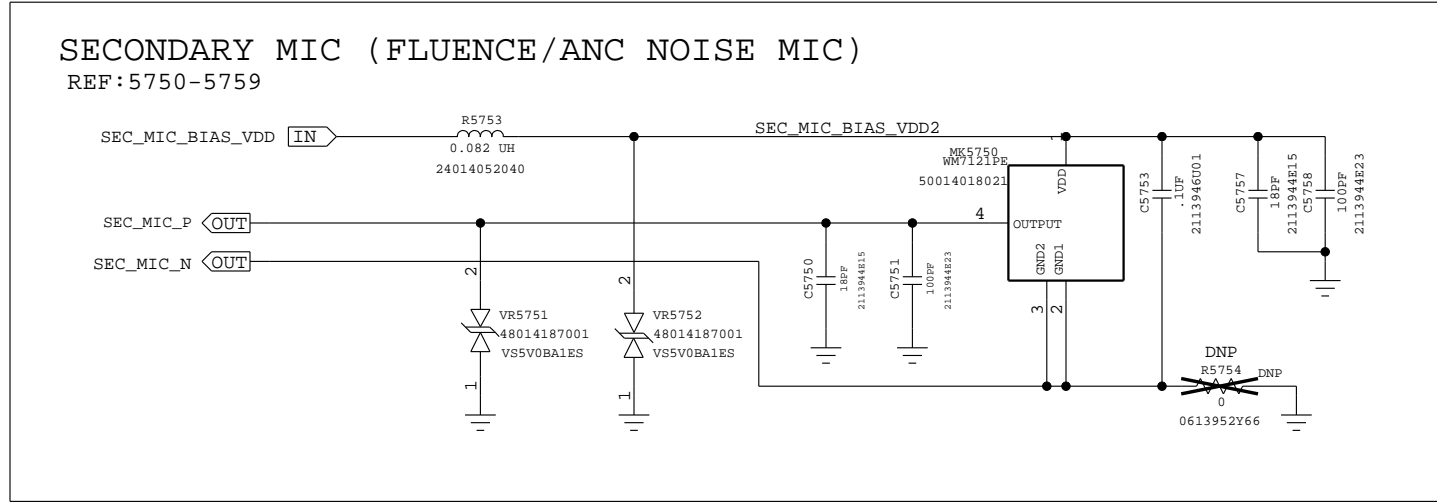 SECONDARY MIC (FLUENCE/ANC NOISE MIC)
REF:5750-5759
SEC_MIC_BIAS_VDD
IN
R5753
0.082 UH
24014052040
SEC_MIC_BIAS_VDD2
MK5750
WM7121PE
50014018021
VDD
4
OUTPUT
GND2
GND1
3
2
C5753
.1UF
2113946U01
C5757
18PF
2113944E15
C5758
100PF
2113944E23
SEC_MIC_P
OUT
SEC_MIC_N
OUT
2
VR5751
48014187001
VS5V0BA1ES
1
2
VR5752
48014187001
VS5V0BA1ES
1
C5750
18PF
2113944E15
C5751
100PF
2113944E23
DNP
R5754
DNP
0
0613952Y66